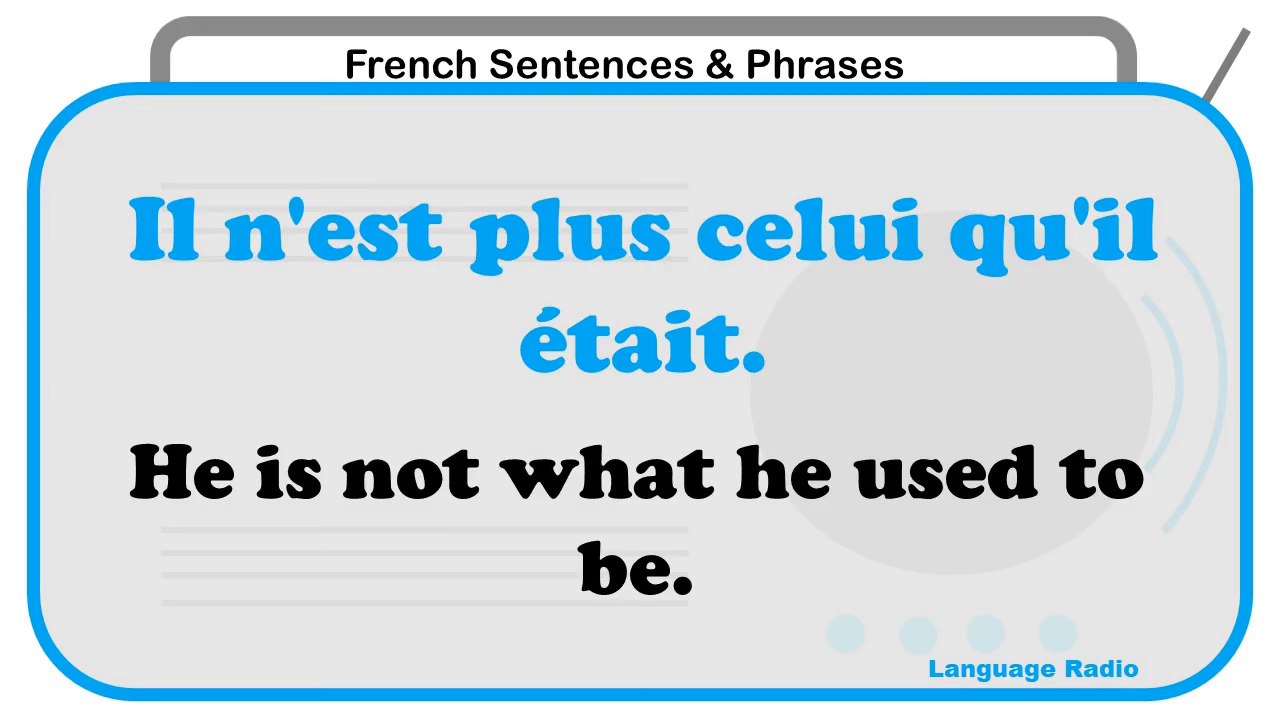 French Sentences & Phrases
Il n'est plus celui qu'il
était.
He is not what he used to
be.
Language Radio